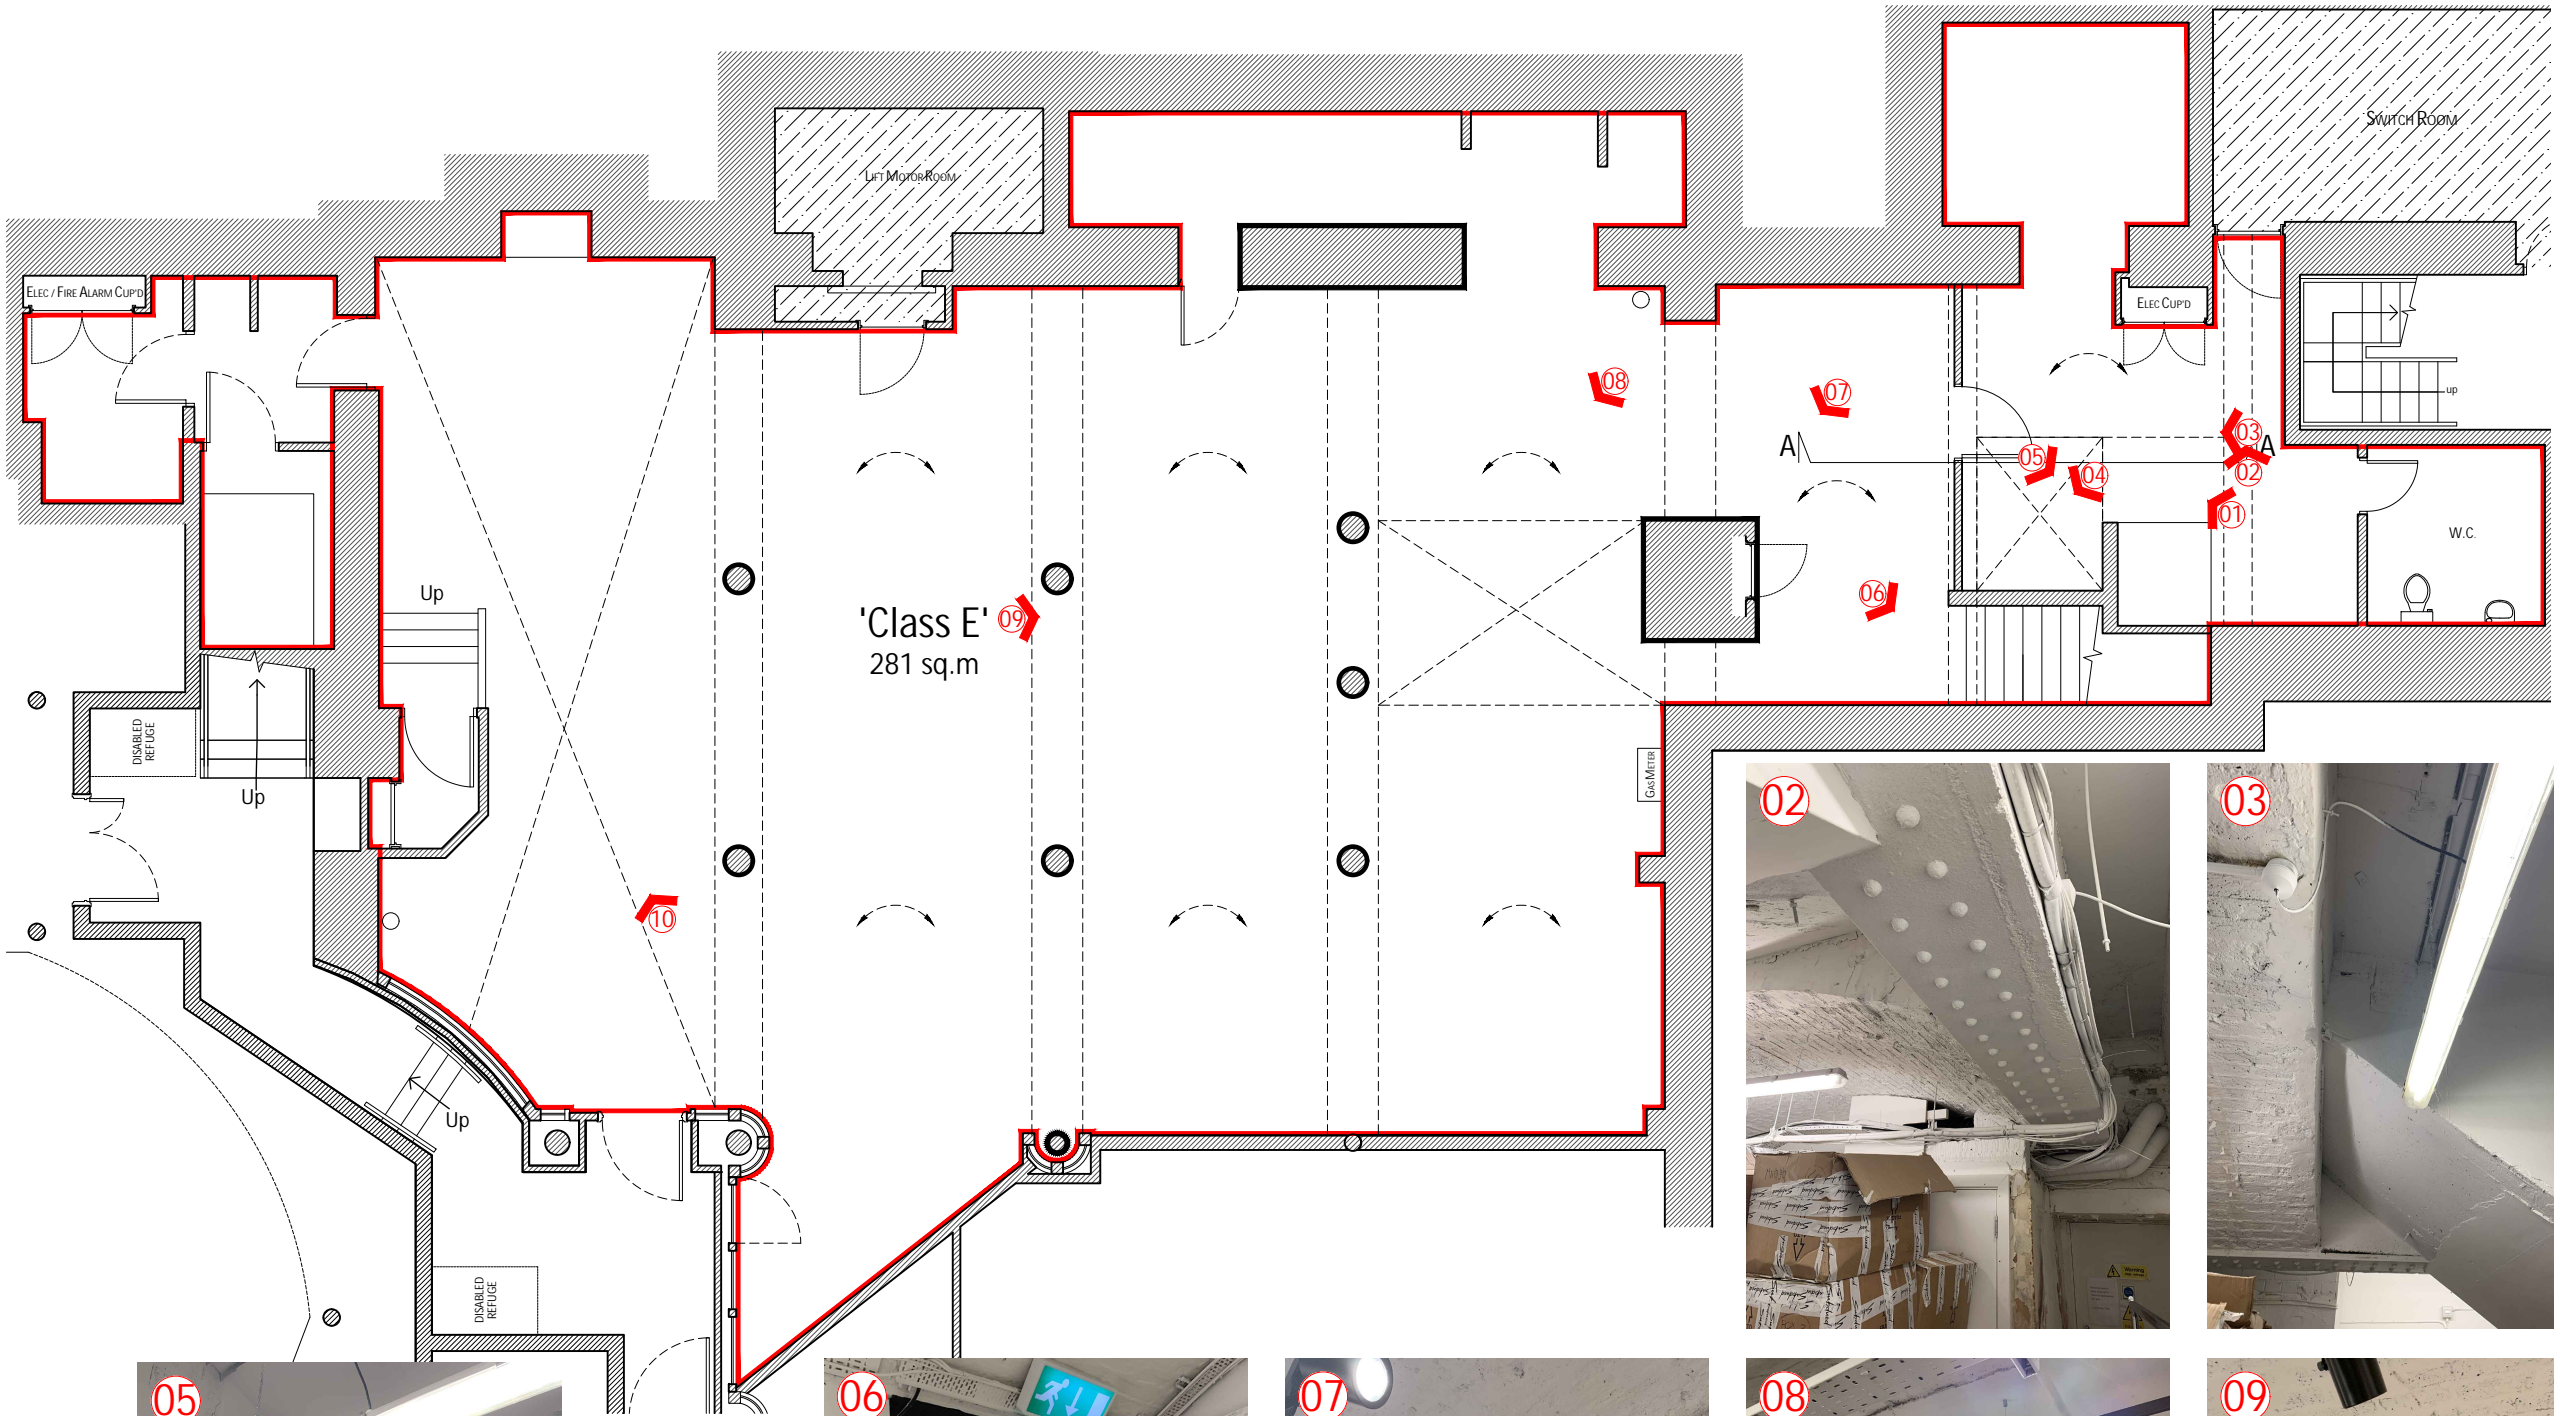 SWITCH ROOM
LIFT MOTOR ROOM
ELEC / FIRE ALARM CUP'D
ELEC CUP'D
up
08
07
03
A
A
05
02
04
01
W.C.
Up
06
'Class E'
09
281 sq.m
DISABLED
REFUGE
GAS METER
Up
02
03
10
Up
Warning
DISABLED
REFUGE
05
06
07
08
09